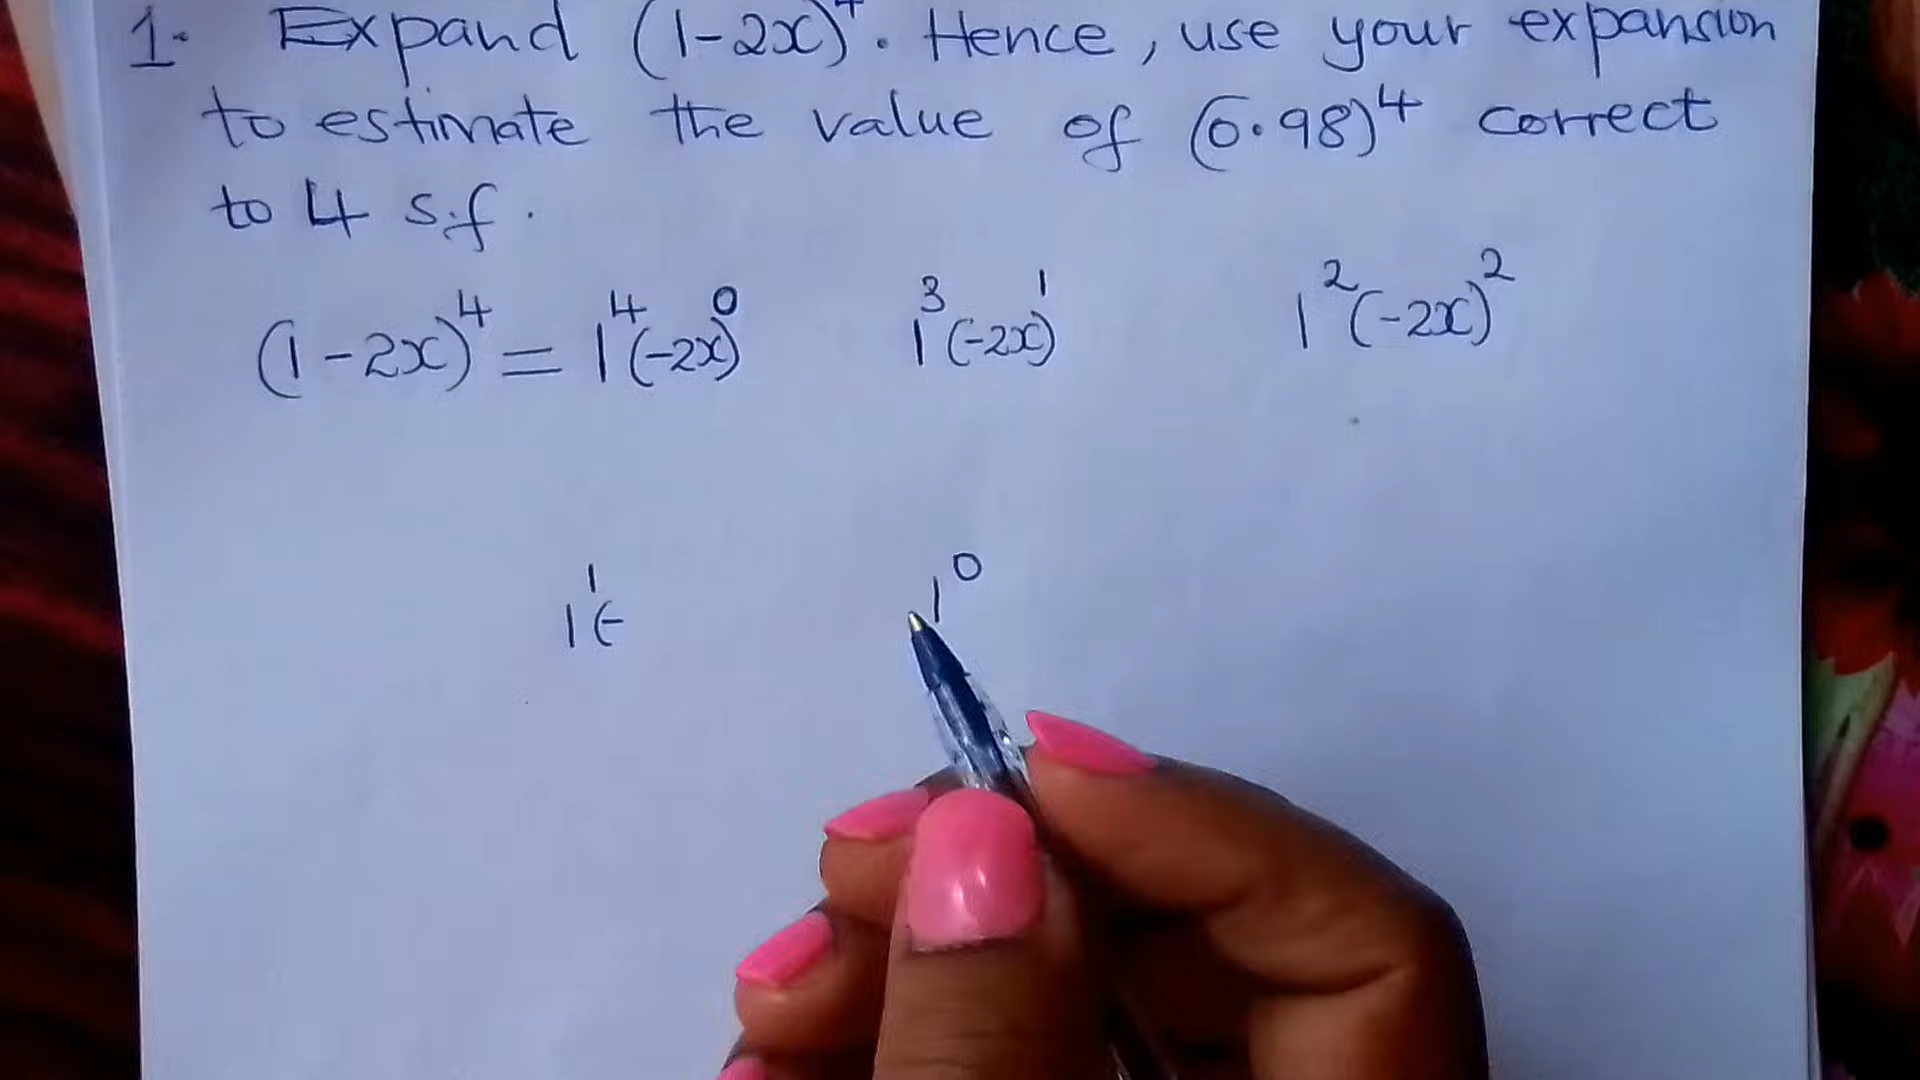 1. Expand (1-2x)⁴. Hence, use your expansion
to estimate the value of (0.98)⁴ correct
to 4 s.f.
(1-2x)⁴ = 1⁴(-2x)⁰ 1³(-2x)¹ 1²(-2x)²
1¹(- 1⁰